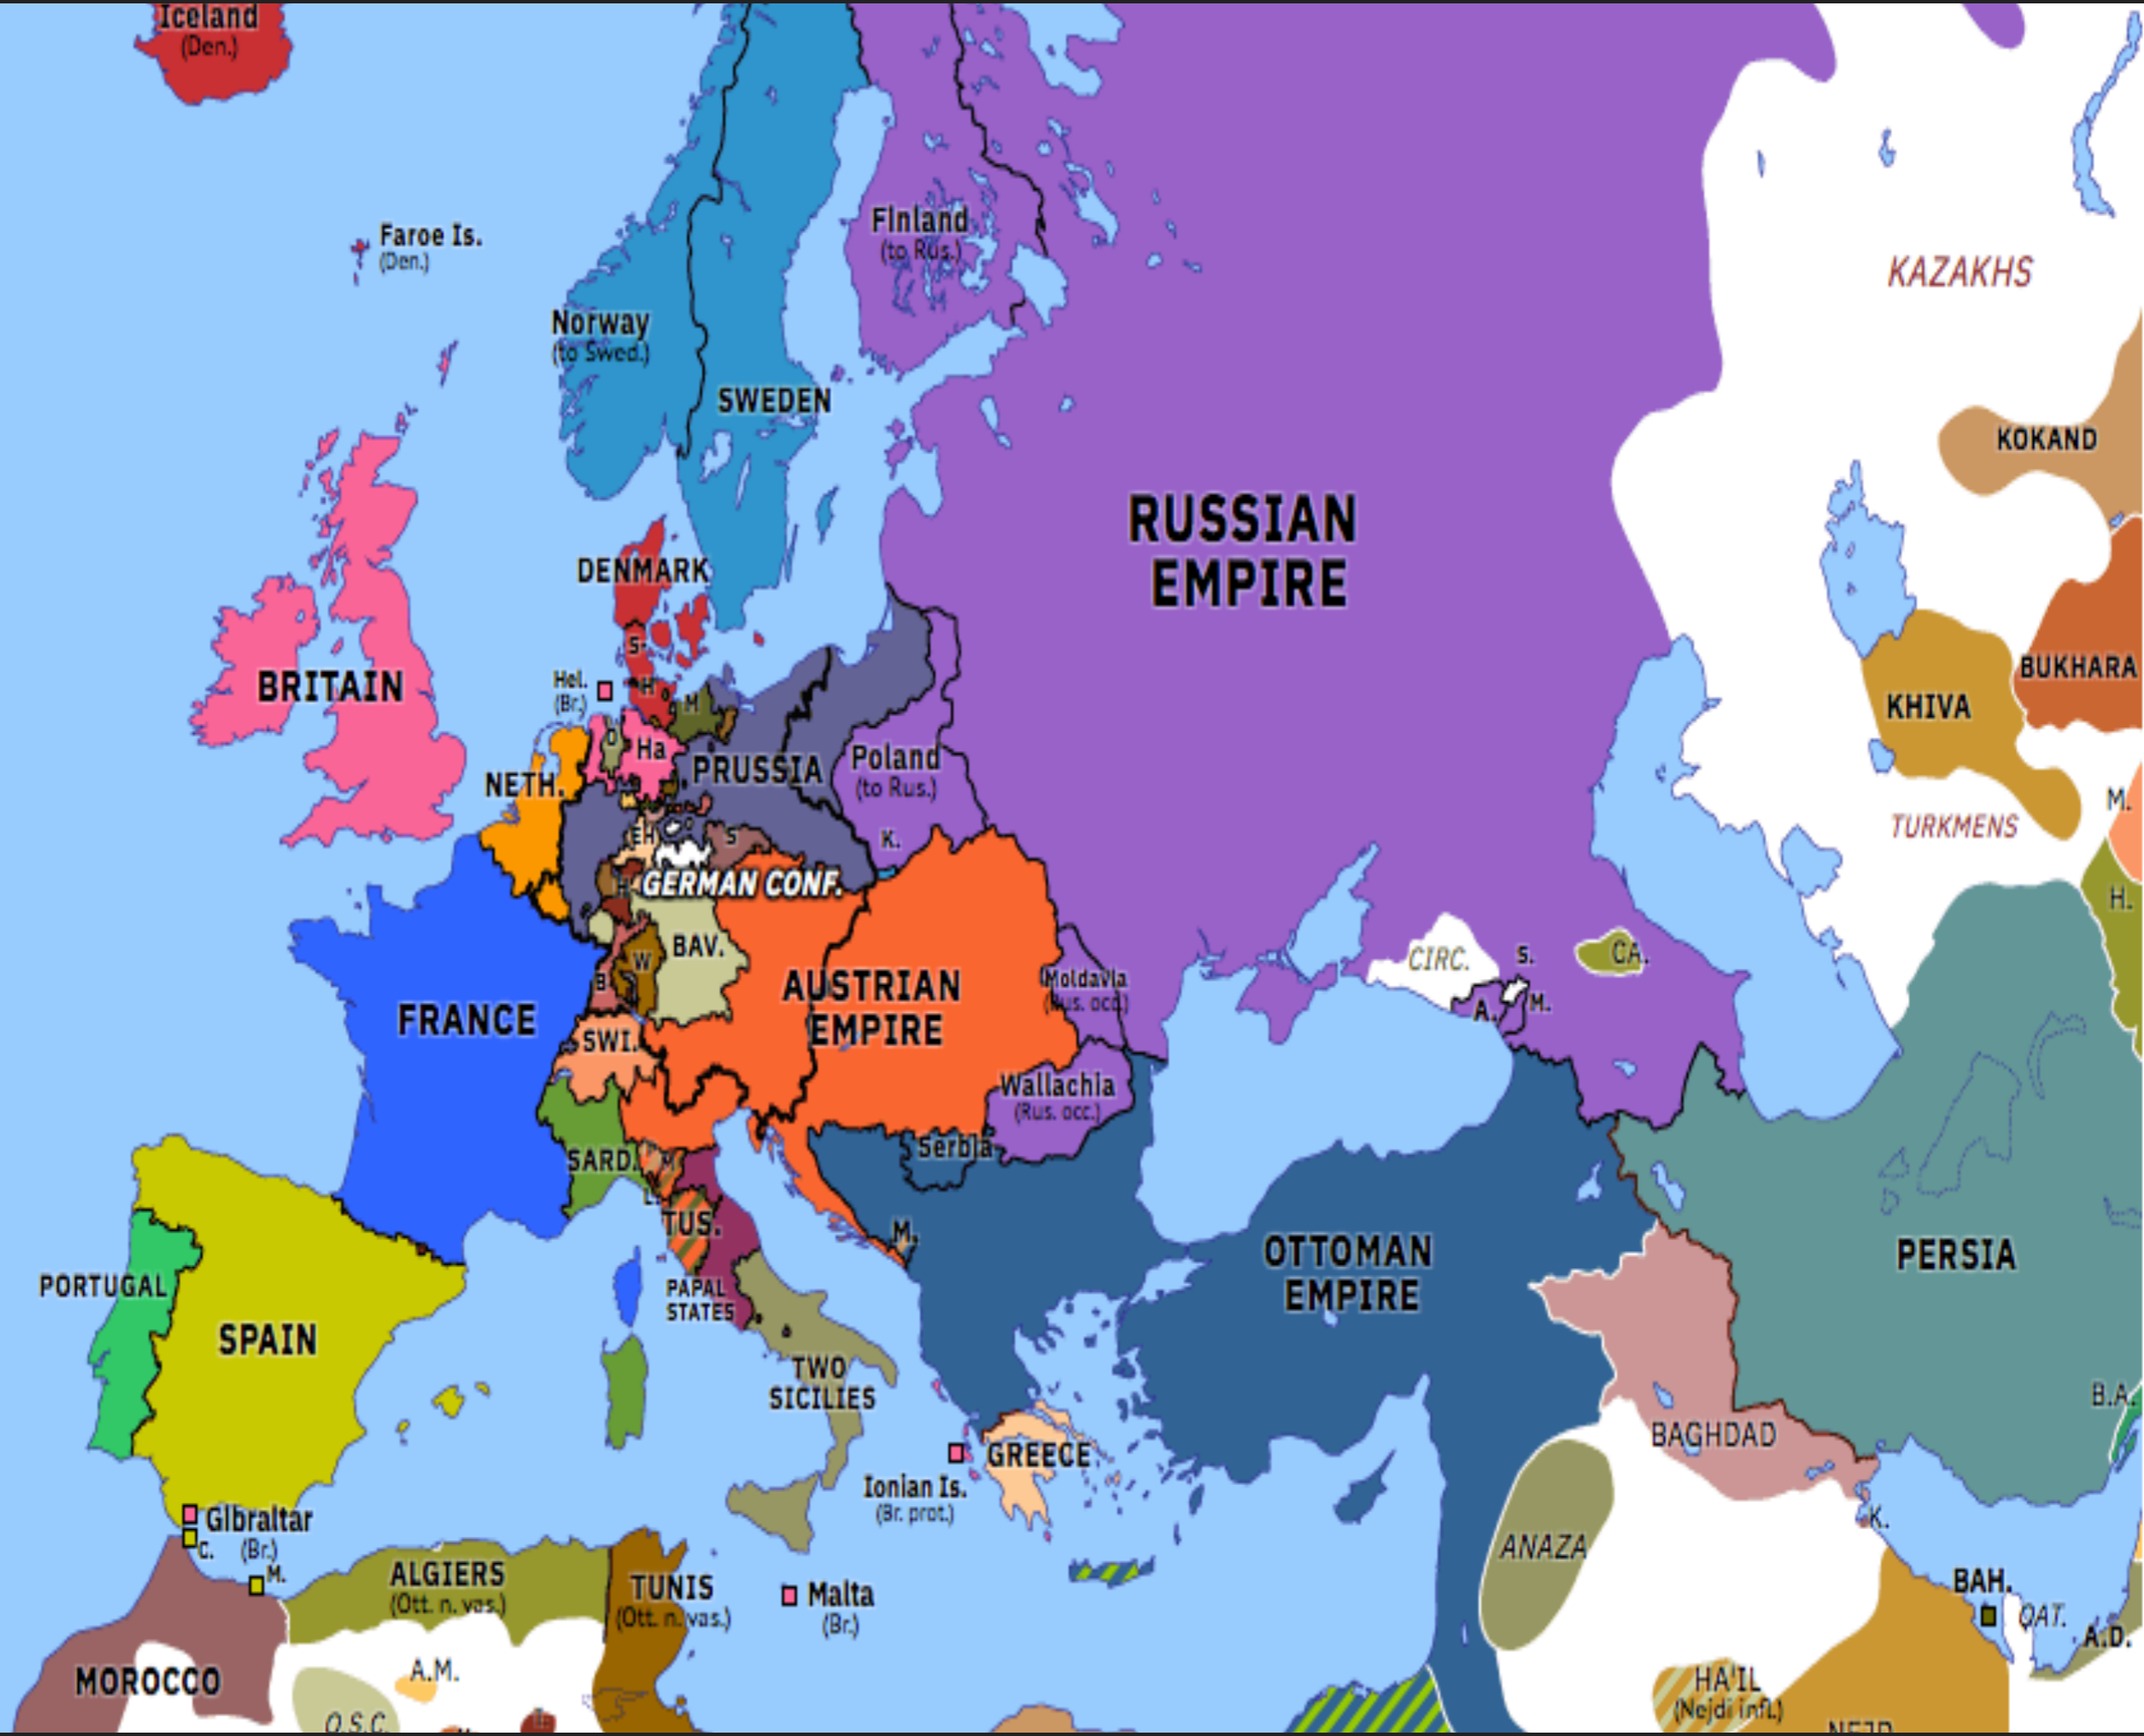 Iceland
(Den.)
Faroe Is.
(Den.)
Finland
(to Rus.)
KAZAKHS
Norway
(to Swed.)
SWEDEN
KOKAND
RUSSIAN
EMPIRE
DENMARK
S-
H
BRITAIN
Hel.
(Br.)
M
BUKHARA
KHIVA
O
Ha
NETH.
PRUSSIA
Poland
(to Rus.)
M.
TURKMENS
EH
S
K.
H
GERMAN CONF.
H.
BAV.
W
B
CIRC.
S.
CA.
Moldavia
(Rus. occ.)
A.
M.
FRANCE
AUSTRIAN
EMPIRE
SWI.
Wallachia
(Rus. occ.)
Serbia
SARD.
M
L.
TUS.
M.
OTTOMAN
EMPIRE
PERSIA
PORTUGAL
PAPAL
STATES
SPAIN
TWO
SICILIES
B.A.
BAGHDAD
GREECE
Ionian Is.
(Br. prot.)
Gibraltar
(Br.)
C.
M.
K.
ANAZA
ALGIERS
(Ott. n. vas.)
TUNIS
(Ott. n. vas.)
Malta
(Br.)
BAH.
QAT.
A.D.
MOROCCO
A.M.
HA'IL
(Nejdi infl.)
O.S.C.
T.
NEJD